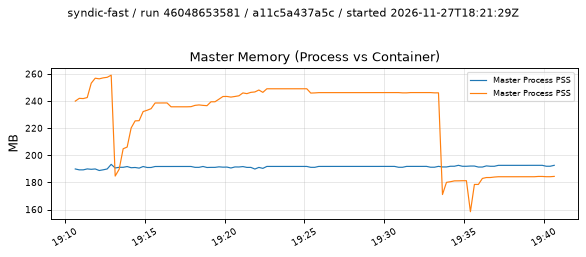 syndic-fast / run 46048653581 / a11c5a437a5c / started 2026-11-27T18:21:29Z
Master Memory (Process vs Container)
Master Process PSS
Master Process PSS
MB
260
240
220
200
180
160
19:10
19:15
19:20
19:25
19:30
19:35
19:40